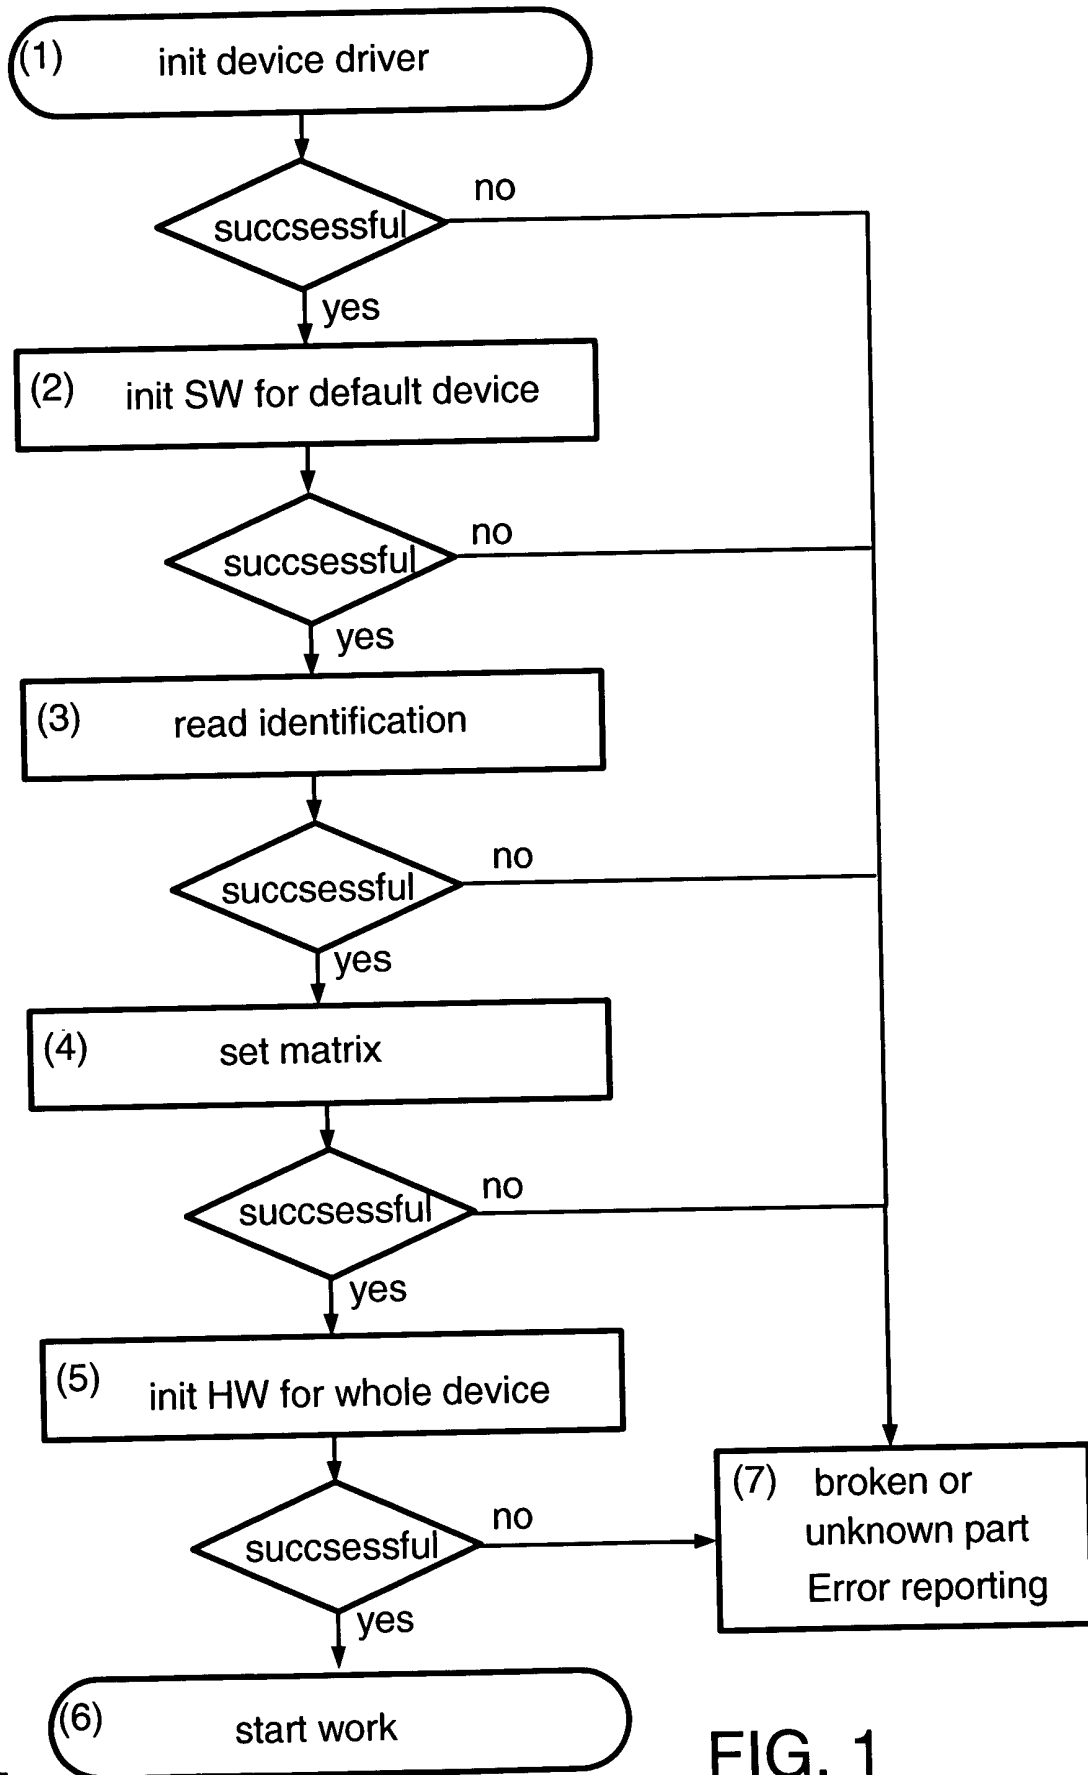 (1) init device driver
succsessful
no
yes
(2) init SW for default device
succsessful
no
yes
(3) read identification
succsessful
no
yes
(4) set matrix
succsessful
no
yes
(5) init HW for whole device
succsessful
no
yes
(7) broken or
unknown part
Error reporting
(6) start work
FIG. 1